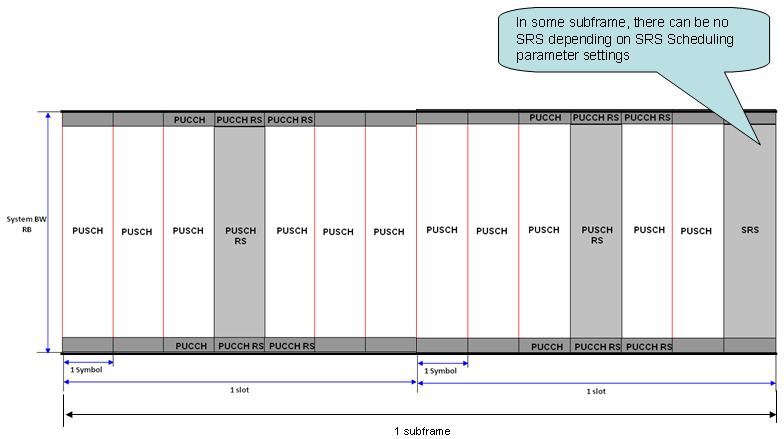 In some subframe, there can be no
SRS depending on SRS Scheduling
parameter settings
PUCCH PUCCH RS PUCCH RS PUCCH PUCCH RS PUCCH RS
System BW
RB
PUSCH PUSCH PUSCH PUSCH
RS PUSCH PUSCH PUSCH PUSCH PUSCH PUSCH PUSCH
RS PUSCH PUSCH SRS
PUCCH PUCCH RS PUCCH RS PUCCH PUCCH RS PUCCH RS
1 Symbol 1 Symbol
1 slot 1 slot
1 subframe